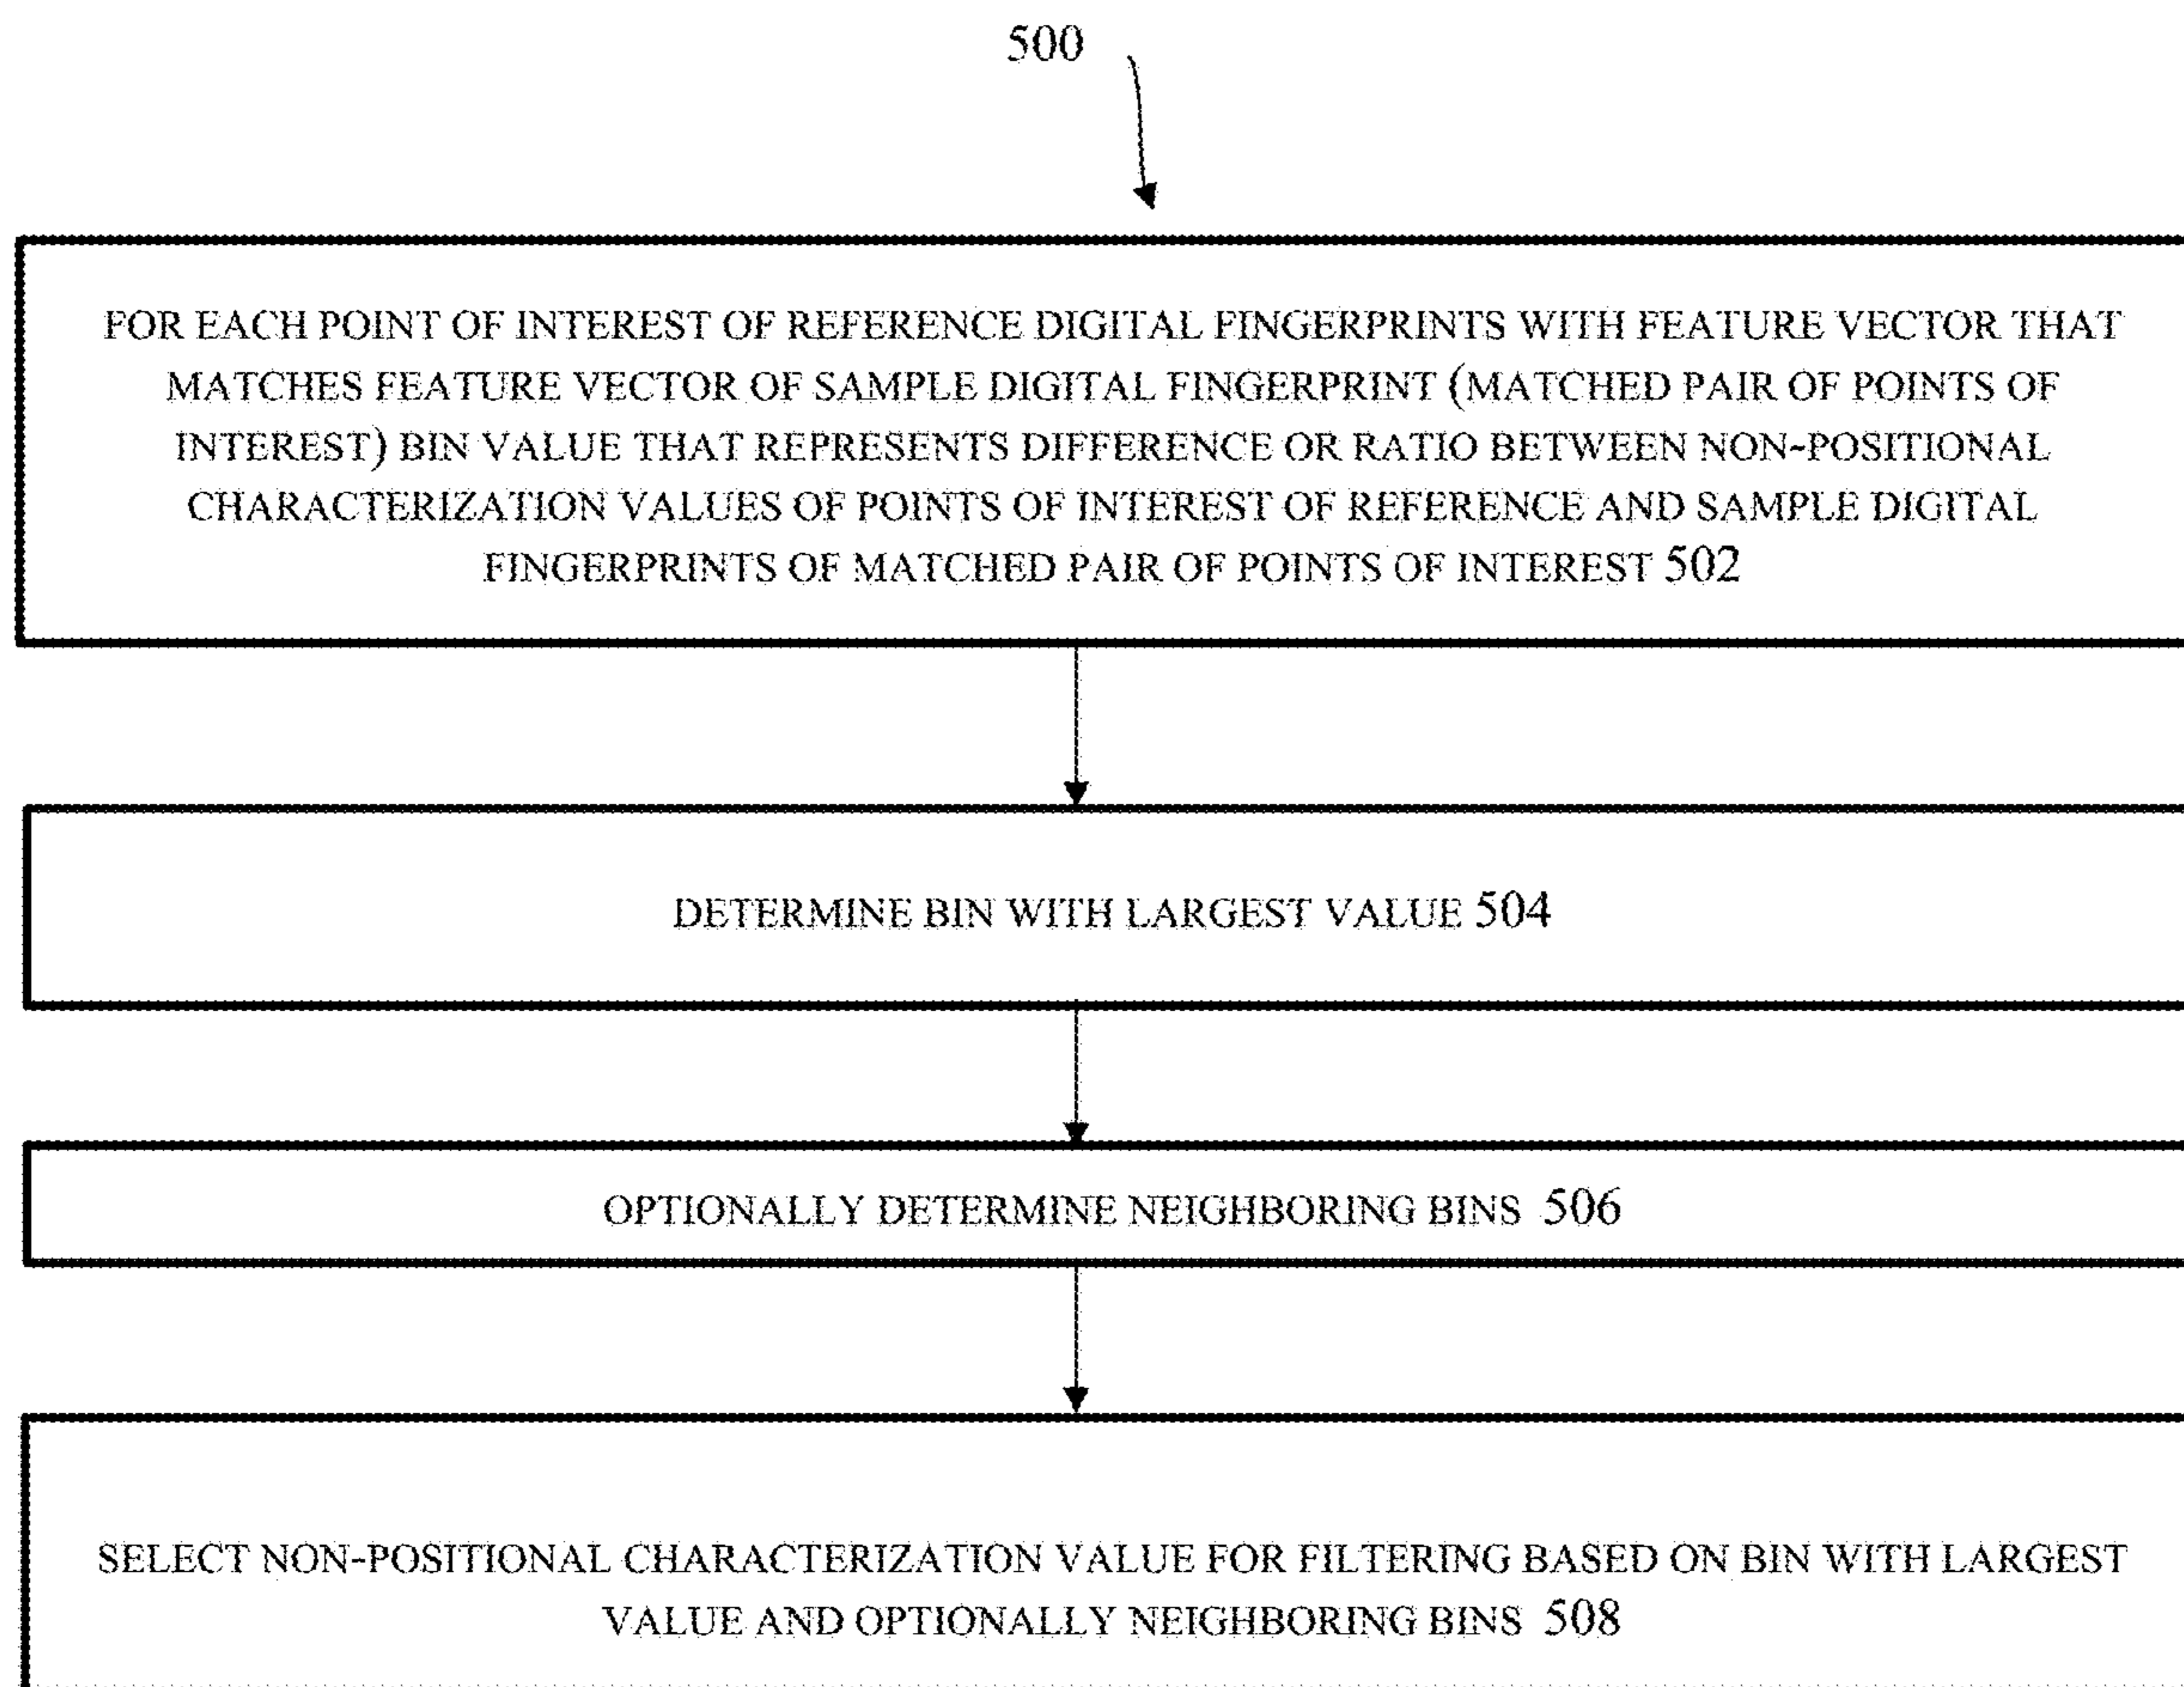 500
FOR EACH POINT OF INTEREST OF REFERENCE DIGITAL FINGERPRINTS WITH FEATURE VECTOR THAT
MATCHES FEATURE VECTOR OF SAMPLE DIGITAL FINGERPRINT (MATCHED PAIR OF POINTS OF
INTEREST) BIN VALUE THAT REPRESENTS DIFFERENCE OR RATIO BETWEEN NON-POSITIONAL
CHARACTERIZATION VALUES OF POINTS OF INTEREST OF REFERENCE AND SAMPLE DIGITAL
FINGERPRINTS OF MATCHED PAIR OF POINTS OF INTEREST 502
DETERMINE BIN WITH LARGEST VALUE 504
OPTIONALLY DETERMINE NEIGHBORING BINS 506
SELECT NON-POSITIONAL CHARACTERIZATION VALUE FOR FILTERING BASED ON BIN WITH LARGEST
VALUE AND OPTIONALLY NEIGHBORING BINS 508